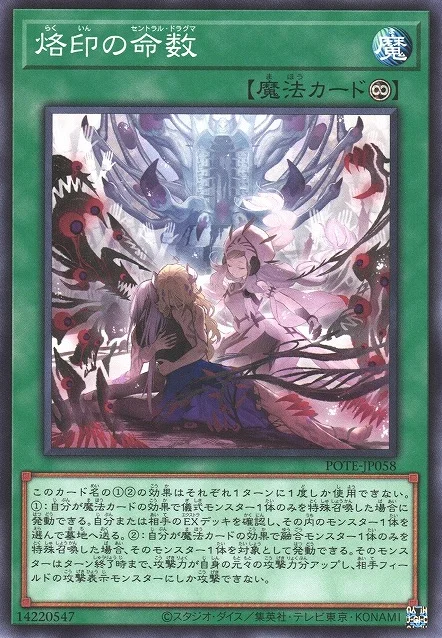 セントラル・ドラグマ
烙印の命数
魔
【魔法カード】
POTE-JP058
このカード名の①②の効果はそれぞれ1ターンに1度しか使用できない。
①:自分が魔法カードの効果で儀式モンスター1体のみを特殊召喚した場合に
発動できる。自分または相手のEXデッキを確認し、その内のモンスター1体を
選んで墓地へ送る。②:自分が魔法カードの効果で融合モンスター1体のみを
特殊召喚した場合、そのモンスター1体を対象として発動できる。そのモン
スターはターン終了時まで、攻撃力が自身の元々の攻撃力分アップし、相手フィー
ルドの攻撃表示モンスターにしか攻撃できない。
14220547 ©スタジオ・ダイス/集英社・テレビ東京・KONAMI